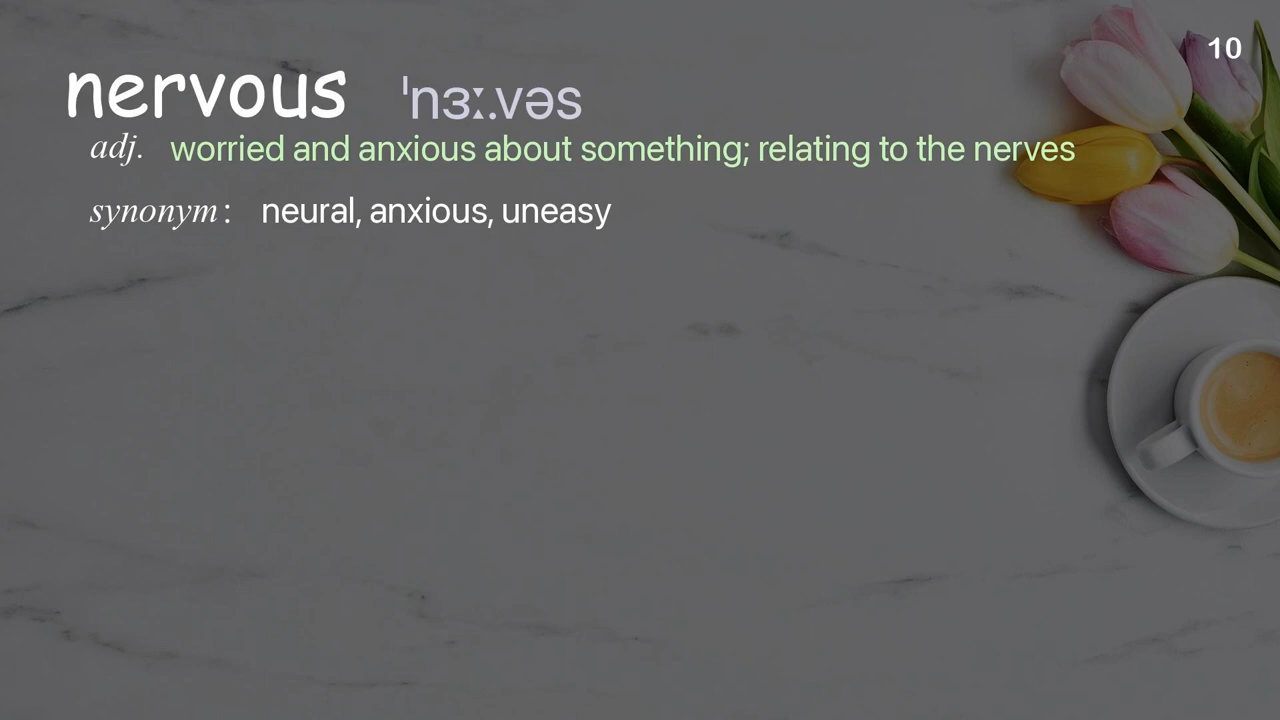 10
nervous ˈnɜː.vəs
adj. worried and anxious about something; relating to the nerves
synonym : neural, anxious, uneasy